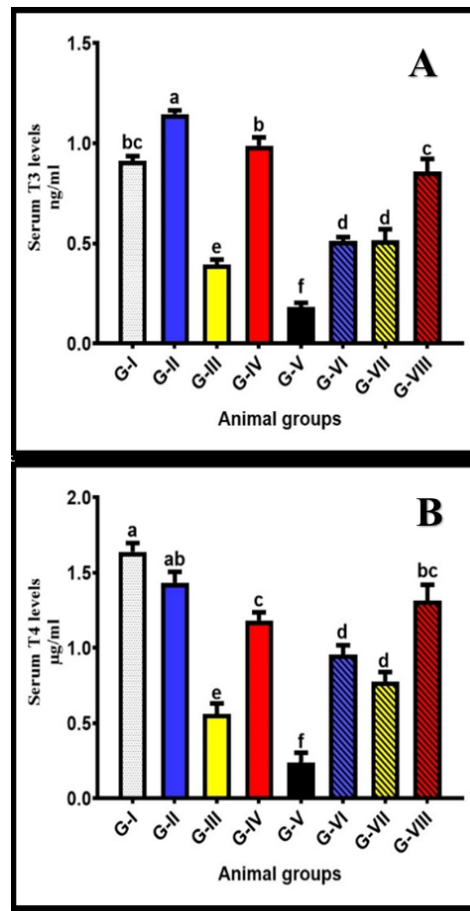 A
1.5
1.0
0.5
0.0
Serum T3 levels
ng/ml
bc
a
e
b
f
d
d
c
G-I
G-II
G-III
G-IV
G-V
G-VI
G-VII
G-VIII
Animal groups
B
2.0
1.5
1.0
0.5
0.0
Serum T4 levels
µg/ml
a
ab
e
c
f
d
d
bc
G-I
G-II
G-III
G-IV
G-V
G-VI
G-VII
G-VIII
Animal groups